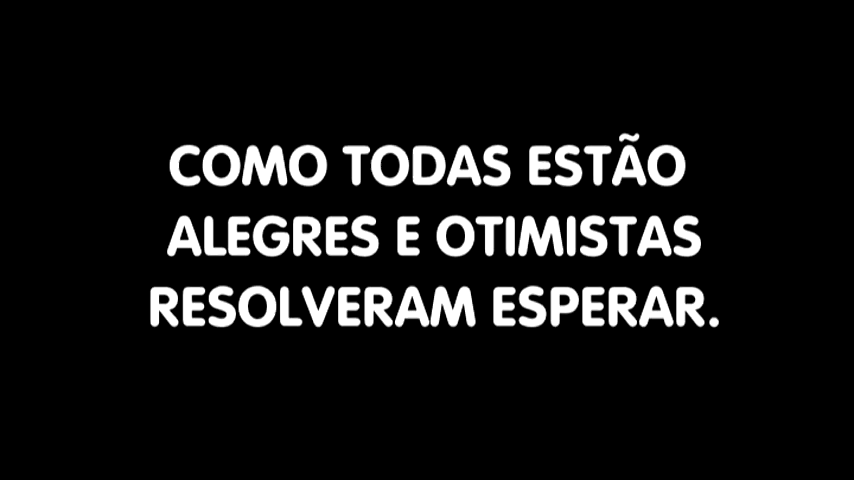 COMO TODAS ESTÃO
ALEGRES E OTIMISTAS
RESOLVERAM ESPERAR.